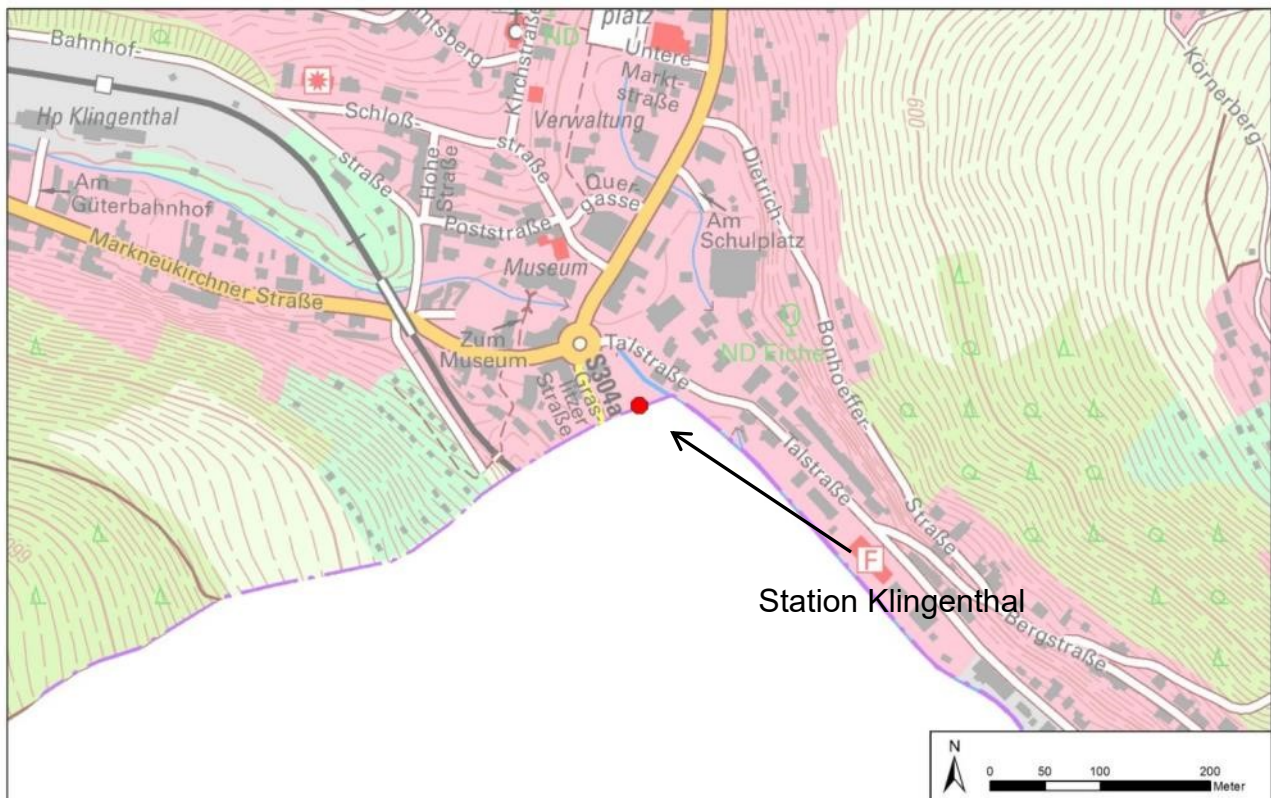 Bahnhof-
straße
Hp Klingenthal
Am
Güterbahnhof
Markneukirchner Straße
Schloß-
straße
Hohe
Straße
Poststraße
Quer-
gasse
Kirchstraße
Verwaltung
ND
platz
Untere
Markt-
straße
Am
Schulplatz
Museum
Zum
Museum
S304a
Gras-
litzer
Straße
Talstraße
ND Eiche
Dietrich-
Bonhoeffer-
Straße
Talstraße
Bergstraße
Körnerberg
600
F
Station Klingenthal
N
0 50 100 200
Meter